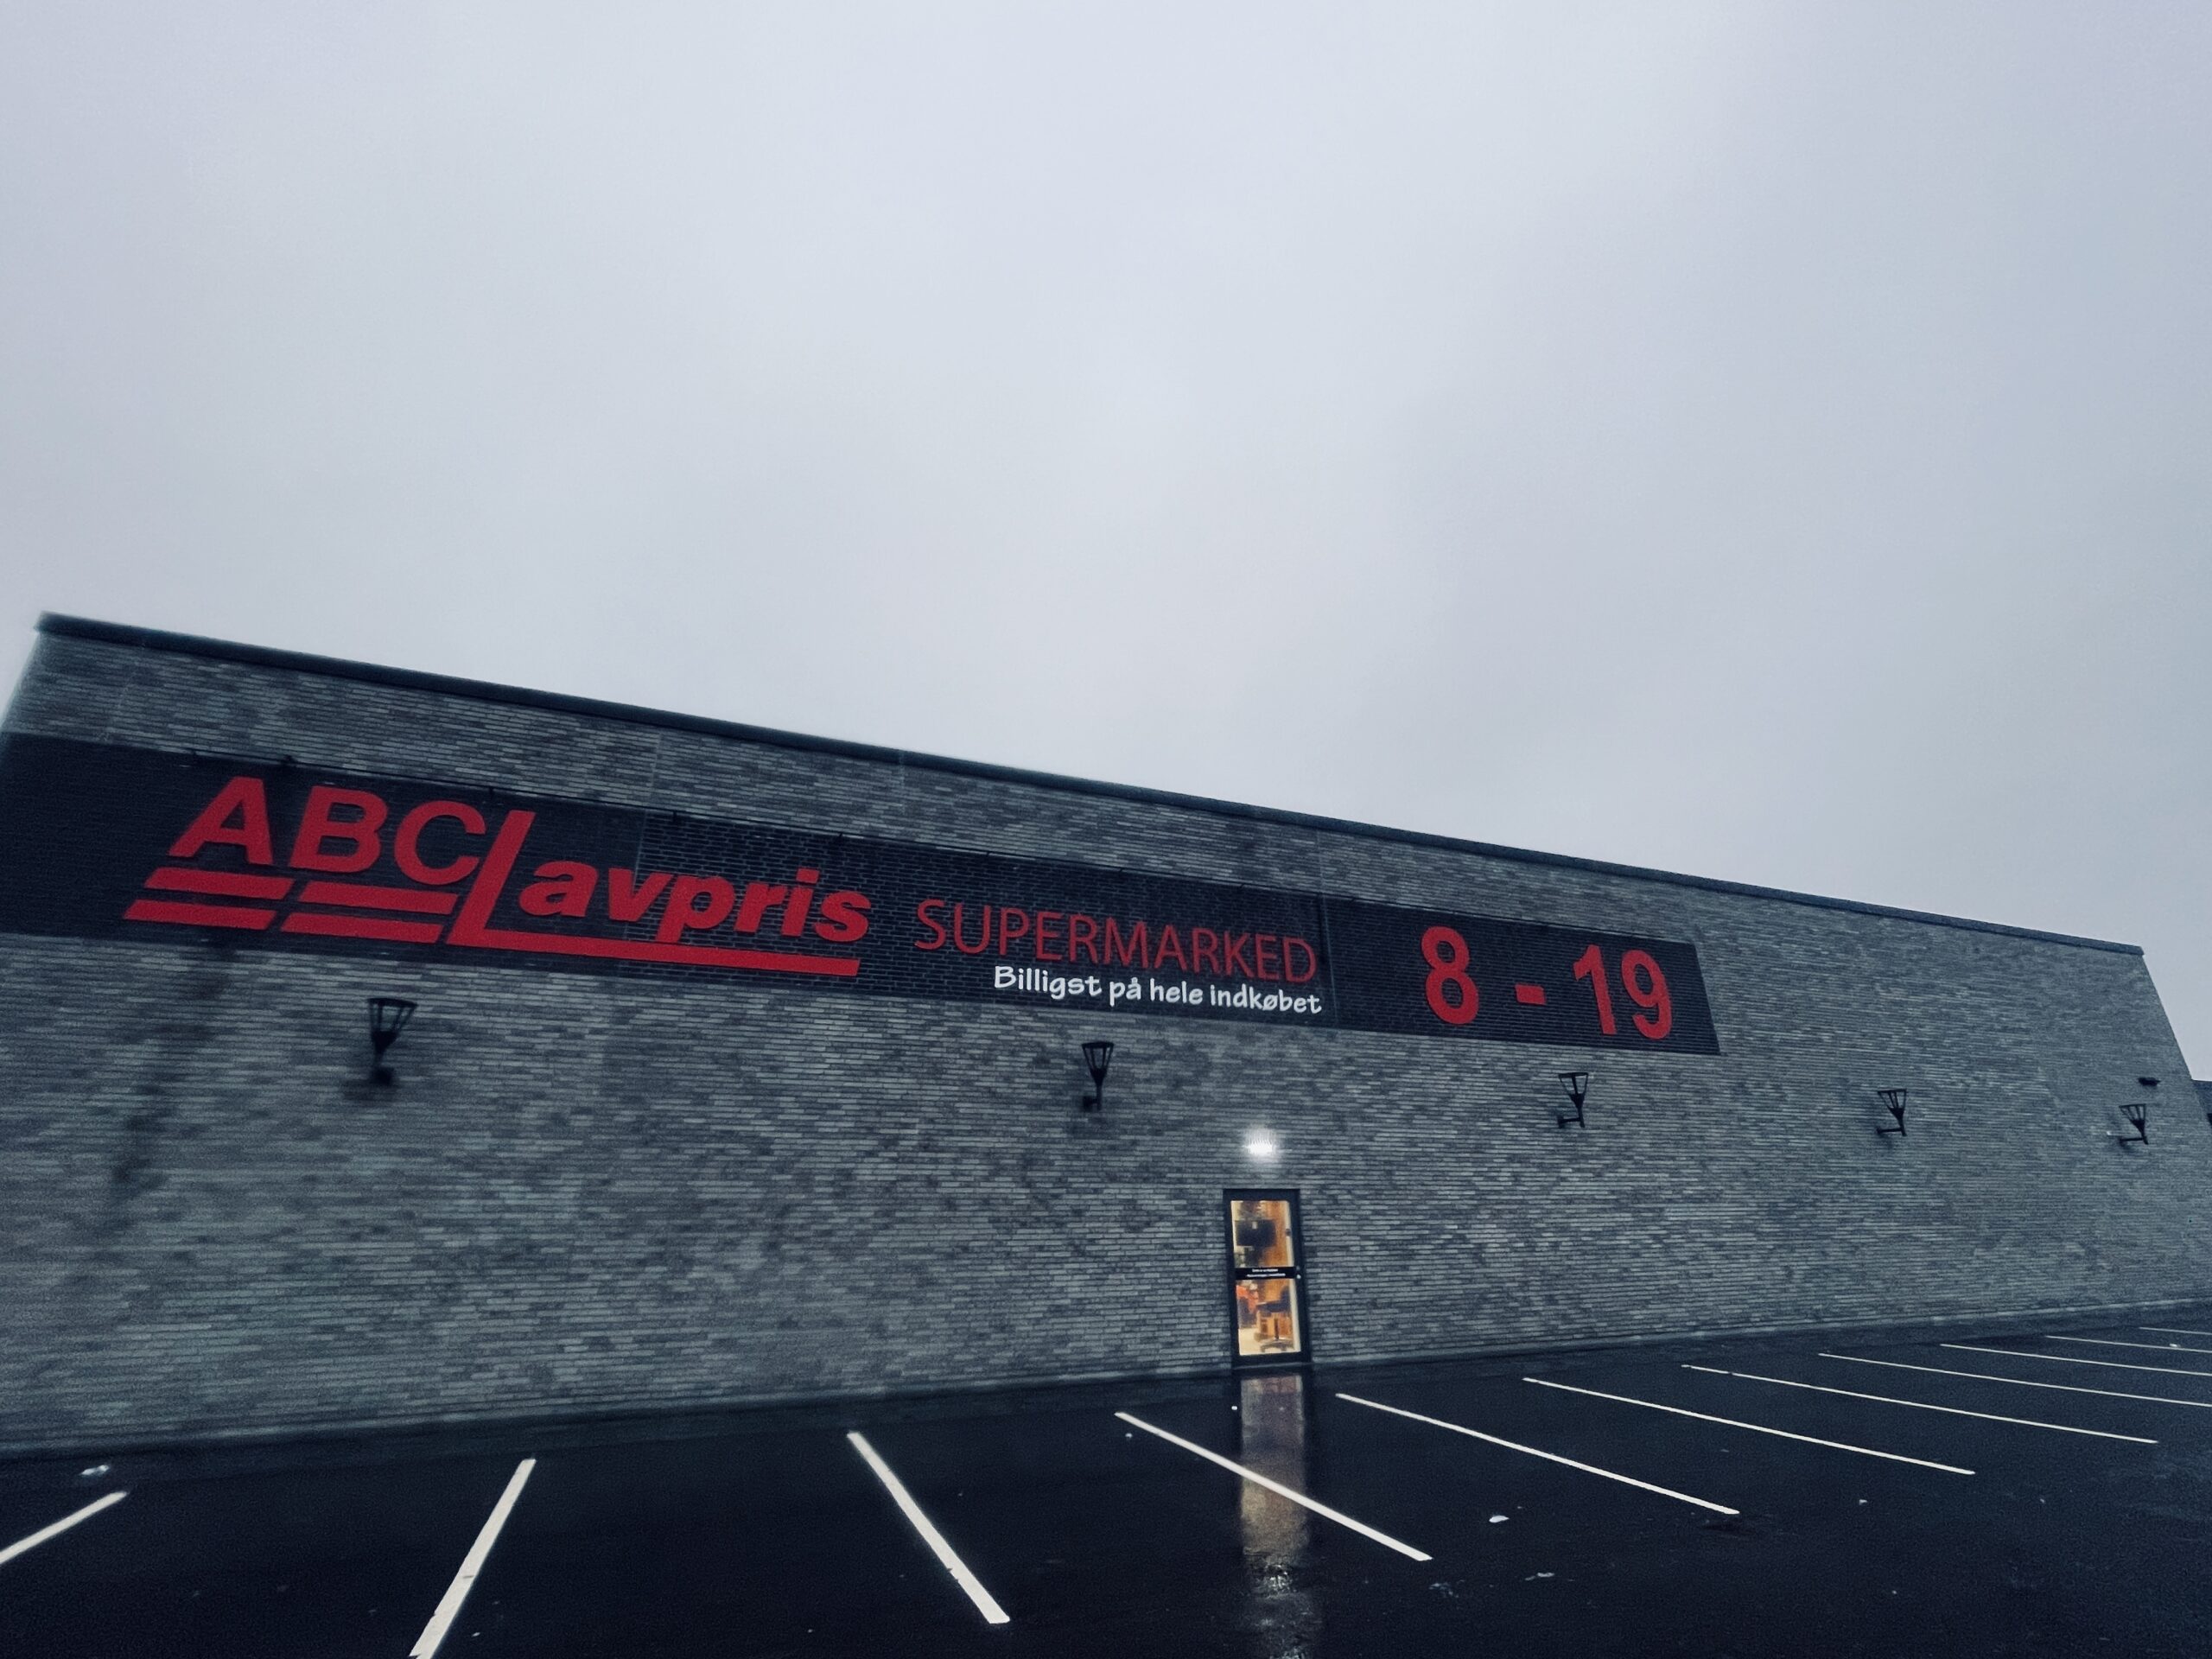 ABC Lavpris SUPERMARKED 8 - 19
Billigst på hele indkøbet